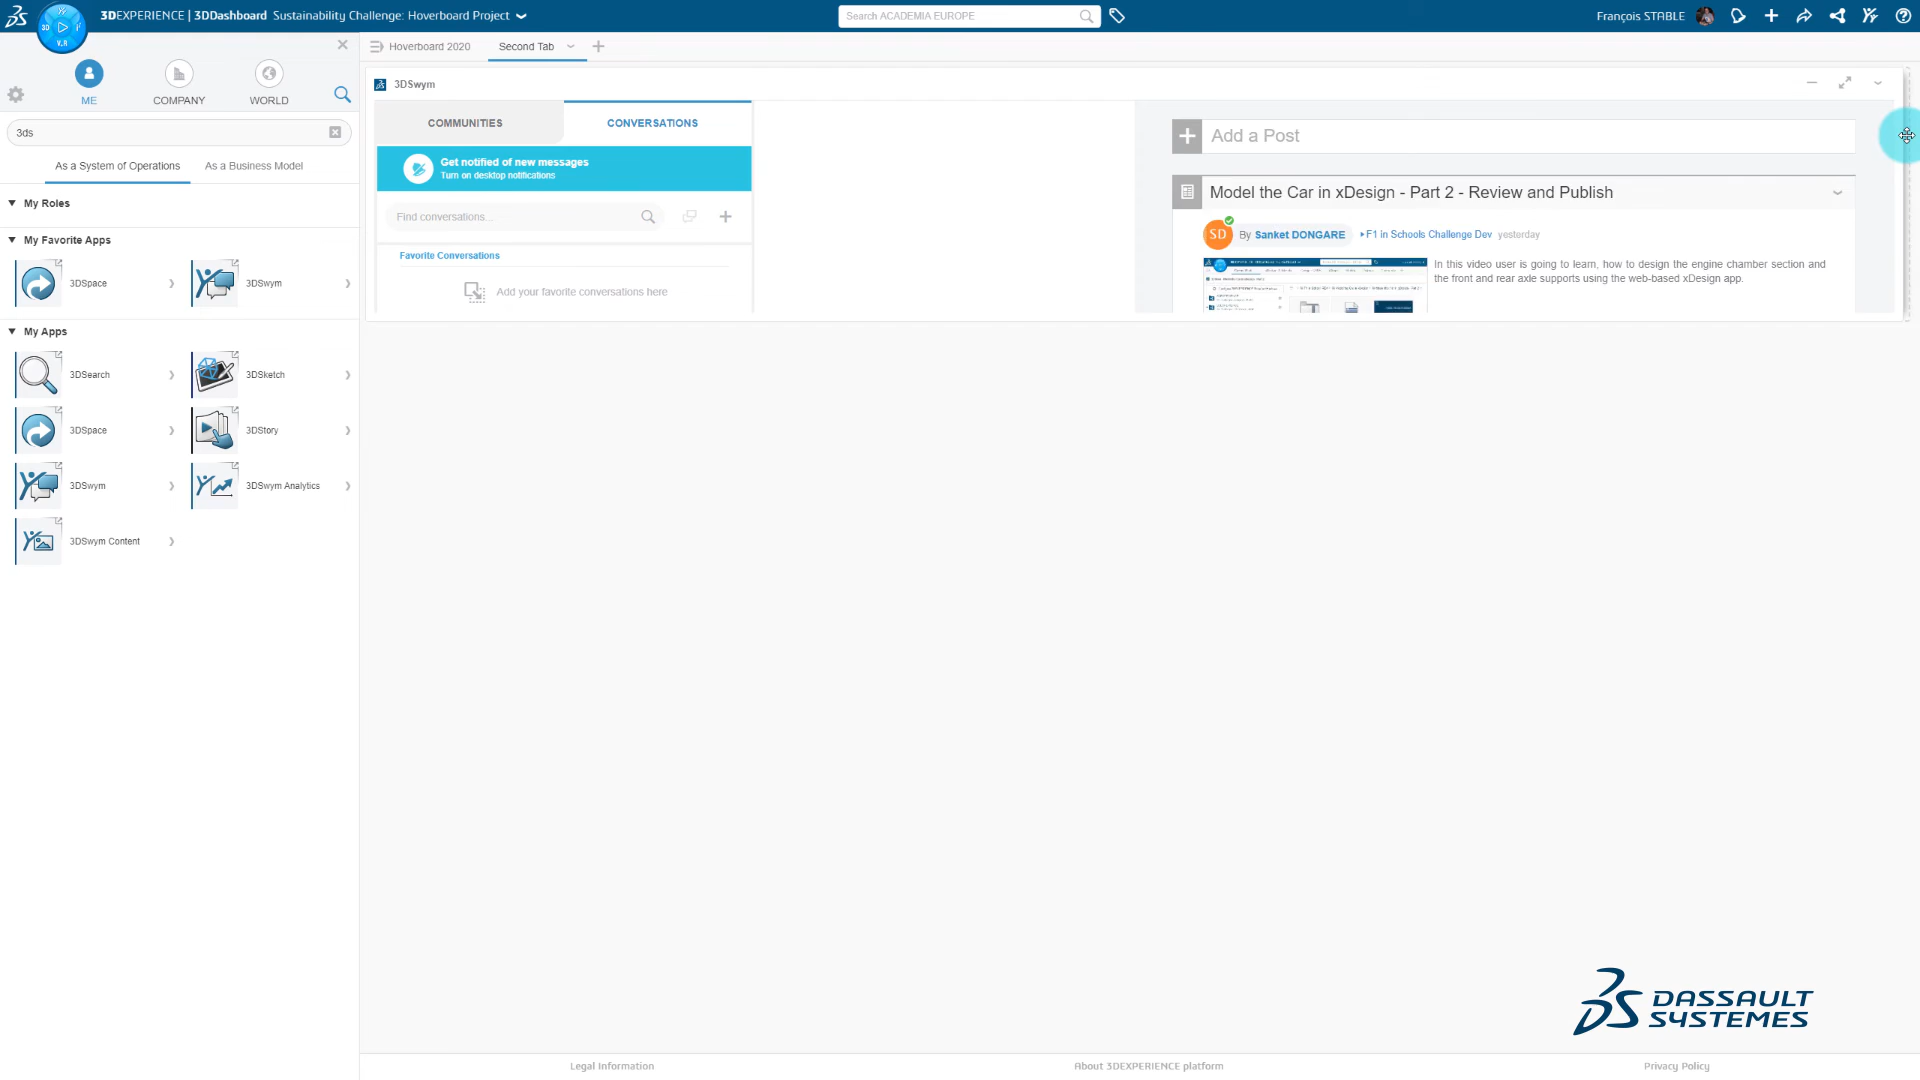 3DEXPERIENCE | 3DDashboard Sustainability Challenge: Hoverboard Project
Search ACADEMIA EUROPE
François STABLE
3D
V.R
ME
COMPANY
WORLD
3ds
As a System of Operations
As a Business Model
My Roles
My Favorite Apps
3DSpace
3DSwym
My Apps
3DSearch
3DSketch
3DSpace
3DStory
3DSwym
3DSwym Analytics
3DSwym Content
Hoverboard 2020
Second Tab
3DSwym
COMMUNITIES
CONVERSATIONS
Get notified of new messages
Turn on desktop notifications
Find conversations...
Favorite Conversations
Add your favorite conversations here
Add a Post
Model the Car in xDesign - Part 2 - Review and Publish
SD
By Sanket DONGARE
F1 in Schools Challenge Dev yesterday
In this video user is going to learn, how to design the engine chamber section and
the front and rear axle supports using the web-based xDesign app.
DASSAULT
SYSTEMES
Legal Information
About 3DEXPERIENCE platform
Privacy Policy